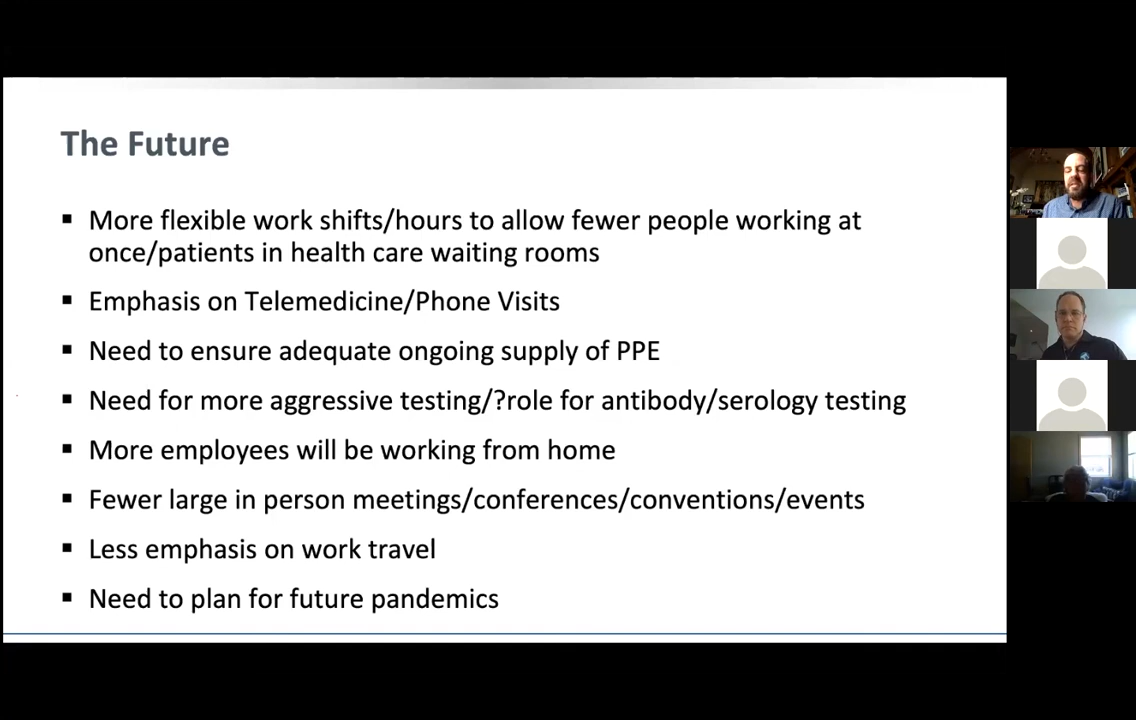 The Future
▪ More flexible work shifts/hours to allow fewer people working at
once/patients in health care waiting rooms
▪ Emphasis on Telemedicine/Phone Visits
▪ Need to ensure adequate ongoing supply of PPE
▪ Need for more aggressive testing/?role for antibody/serology testing
▪ More employees will be working from home
▪ Fewer large in person meetings/conferences/conventions/events
▪ Less emphasis on work travel
▪ Need to plan for future pandemics